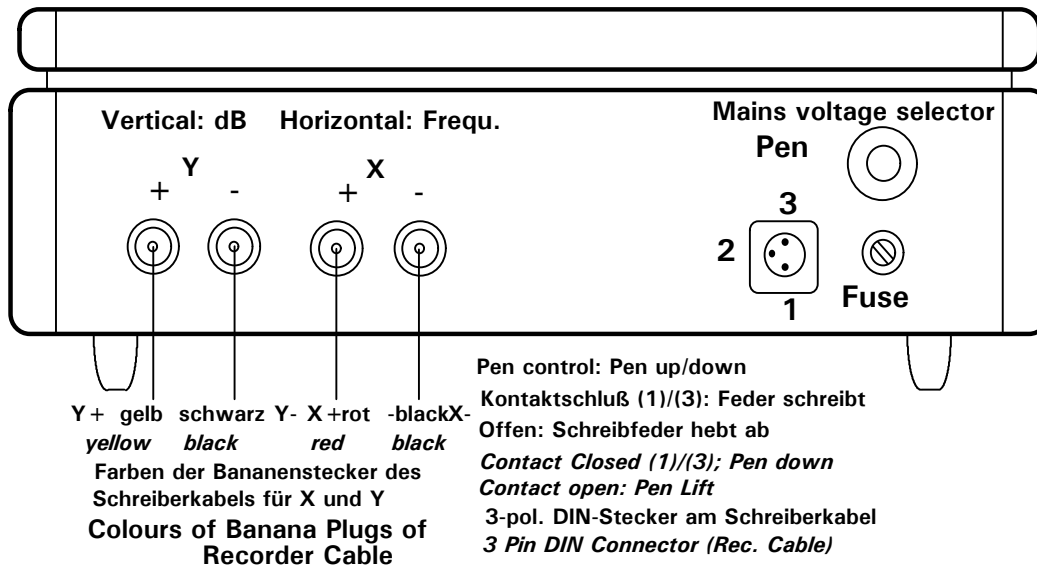 Vertical: dB Horizontal: Frequ.
Mains voltage selector
Pen
Y X
+ - + -
3
2
1
Fuse
Y+ gelb schwarz Y- X+rot -blackX-
yellow black red black
Farben der Bananenstecker des
Schreiberkabels für X und Y
Colours of Banana Plugs of
Recorder Cable
Pen control: Pen up/down
Kontaktschluß (1)/(3): Feder schreibt
Offen: Schreibfeder hebt ab
Contact Closed (1)/(3); Pen down
Contact open: Pen Lift
3-pol. DIN-Stecker am Schreiberkabel
3 Pin DIN Connector (Rec. Cable)